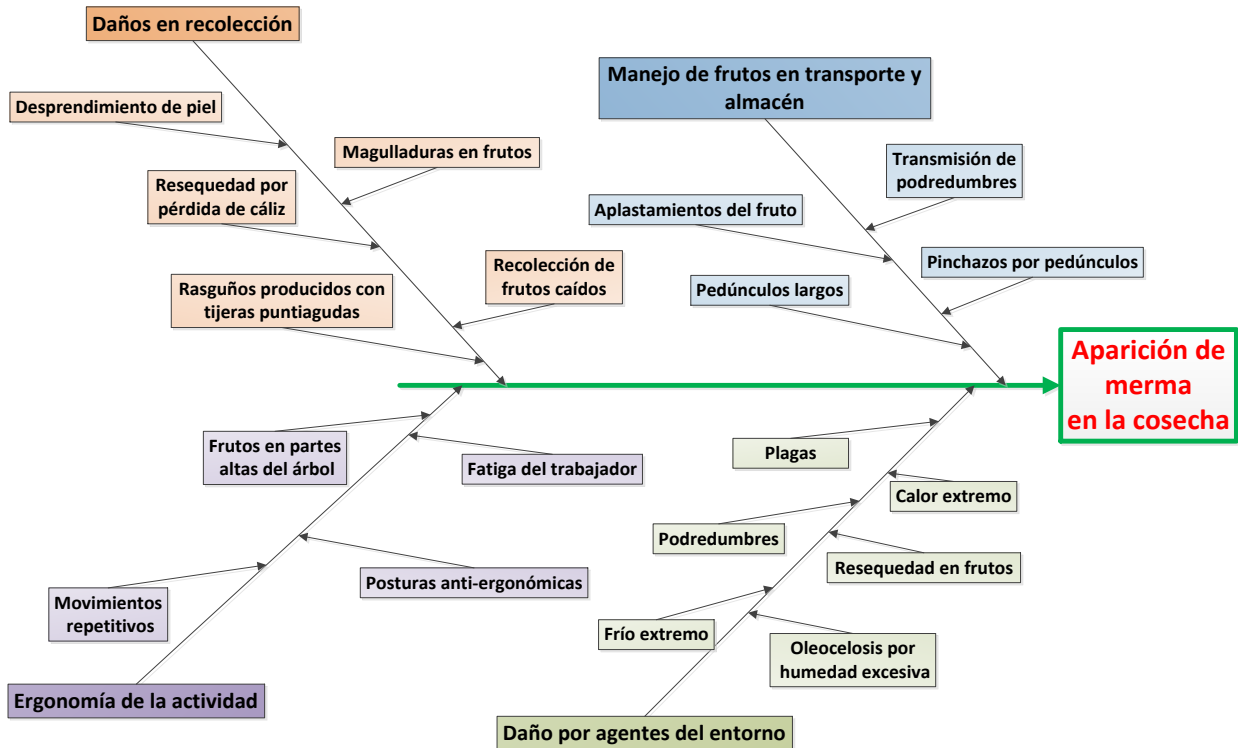 Daños en recolección
Manejo de frutos en transporte y
almacén
Desprendimiento de piel
Magulladuras en frutos
Resequedad por
pérdida de cáliz
Recolección de
frutos caídos
Rasguños producidos con
tijeras puntiagudas
Transmisión de
podredumbres
Aplastamientos del fruto
Pinchazos por pedúnculos
Pedúnculos largos
Aparición de
merma
en la cosecha
Frutos en partes
altas del árbol
Fatiga del trabajador
Posturas anti-ergonómicas
Movimientos
repetitivos
Ergonomía de la actividad
Plagas
Calor extremo
Podredumbres
Resequedad en frutos
Frío extremo
Oleocelosis por
humedad excesiva
Daño por agentes del entorno